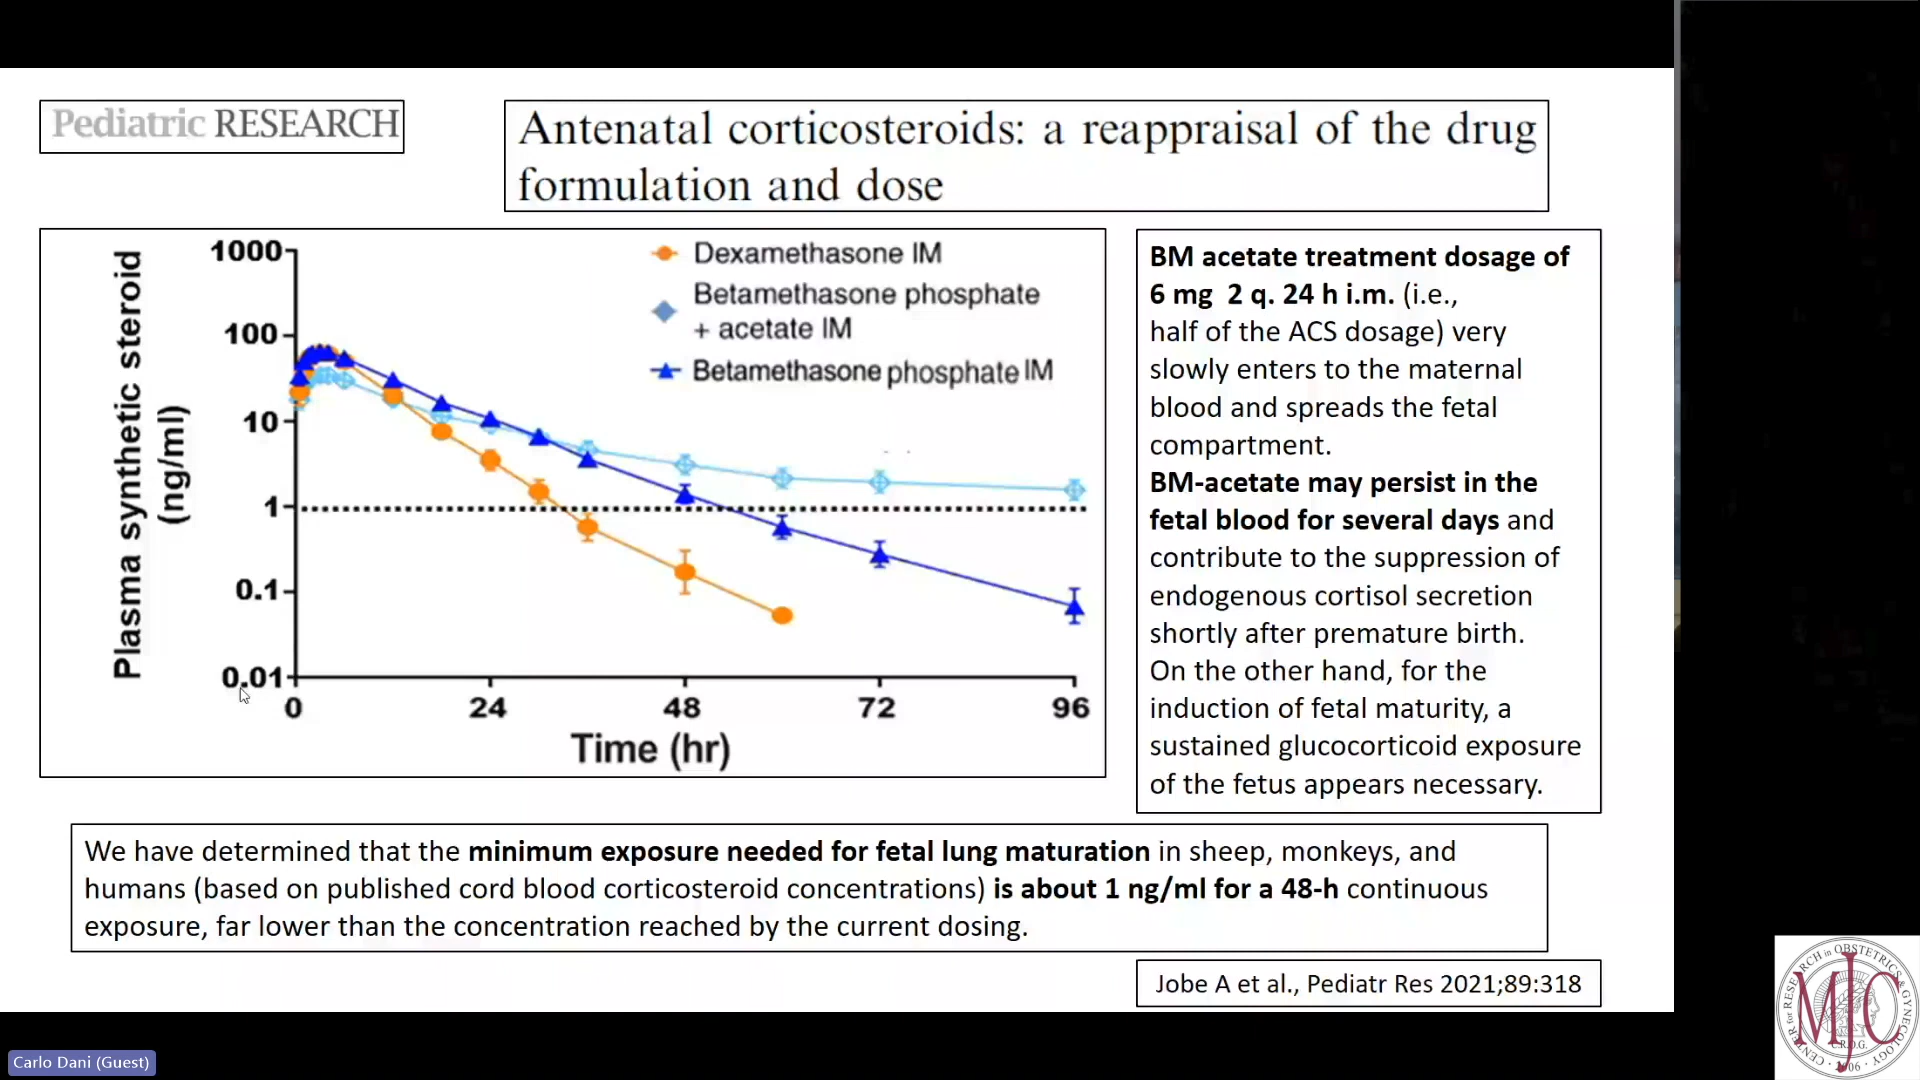 Pediatric RESEARCH
Antenatal corticosteroids: a reappraisal of the drug
formulation and dose
Plasma synthetic steroid
(ng/ml)
1000
100
10
1
0.1
0.01
0
24
48
72
96
Time (hr)
Dexamethasone IM
Betamethasone phosphate
+ acetate IM
Betamethasone phosphate IM
BM acetate treatment dosage of
6 mg 2 q. 24 h i.m. (i.e.,
half of the ACS dosage) very
slowly enters to the maternal
blood and spreads the fetal
compartment.
BM-acetate may persist in the
fetal blood for several days and
contribute to the suppression of
endogenous cortisol secretion
shortly after premature birth.
On the other hand, for the
induction of fetal maturity, a
sustained glucocorticoid exposure
of the fetus appears necessary.
We have determined that the minimum exposure needed for fetal lung maturation in sheep, monkeys, and
humans (based on published cord blood corticosteroid concentrations) is about 1 ng/ml for a 48-h continuous
exposure, far lower than the concentration reached by the current dosing.
Jobe A et al., Pediatr Res 2021;89:318
CENTER for RESEARCH in OBSTETRICS & GYNECOLOGY
MJC
C.R.O.G.
2006
Carlo Dani (Guest)